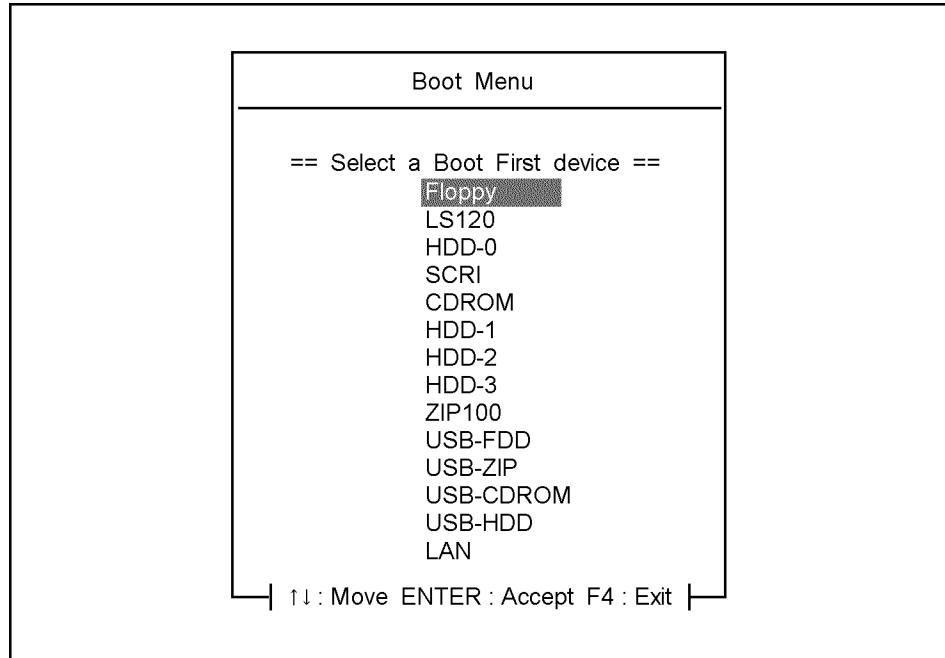 Boot Menu
== Select a Boot First device ==
Floppy
LS120
HDD-0
SCRI
CDROM
HDD-1
HDD-2
HDD-3
ZIP100
USB-FDD
USB-ZIP
USB-CDROM
USB-HDD
LAN
↑↓: Move ENTER : Accept F4 : Exit